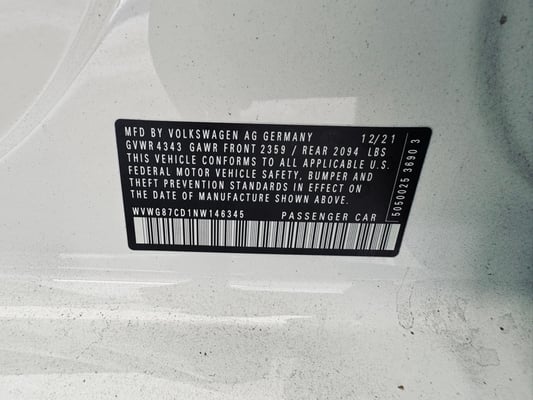 MFD BY VOLKSWAGEN AG GERMANY 12/21
GVWR 4343 GAWR FRONT 2359 / REAR 2094 LBS
THIS VEHICLE CONFORMS TO ALL APPLICABLE U.S.
FEDERAL MOTOR VEHICLE SAFETY, BUMPER AND
THEFT PREVENTION STANDARDS IN EFFECT ON
THE DATE OF MANUFACTURE SHOWN ABOVE.
WVWG87CD1NW146345 PASSENGER CAR
5050025 3690 3